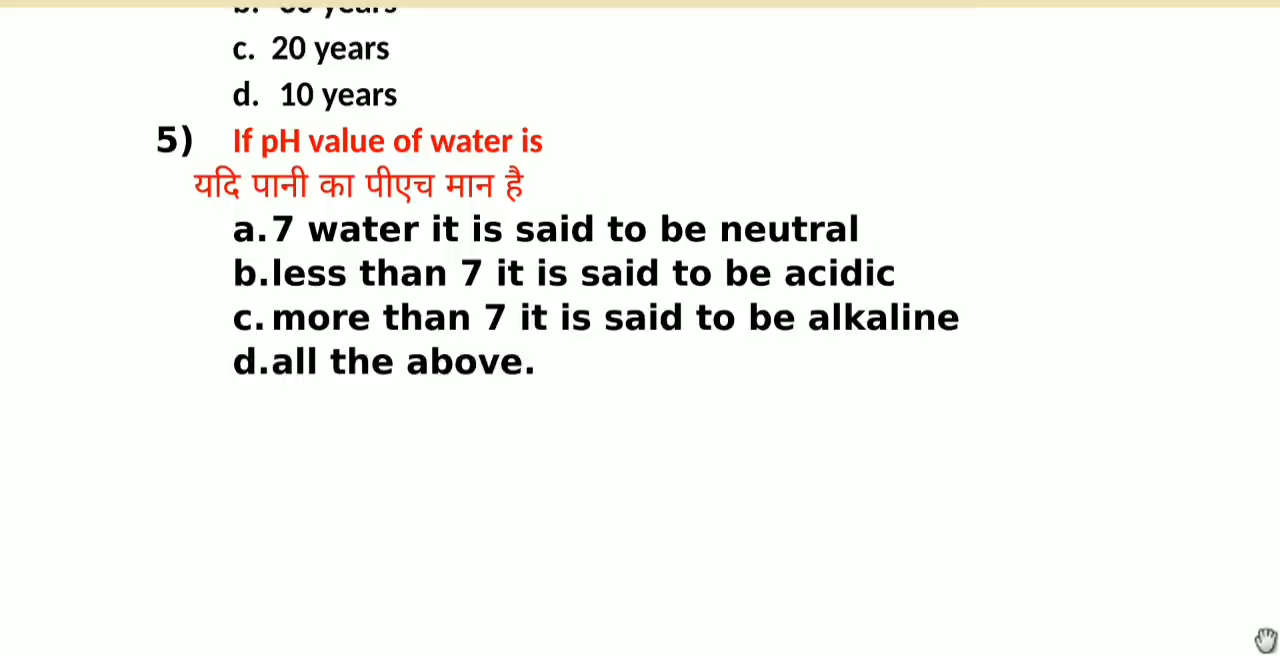 c. 20 years
d. 10 years
5) If pH value of water is
यदि पानी का पीएच मान है
a. 7 water it is said to be neutral
b. less than 7 it is said to be acidic
c. more than 7 it is said to be alkaline
d. all the above.